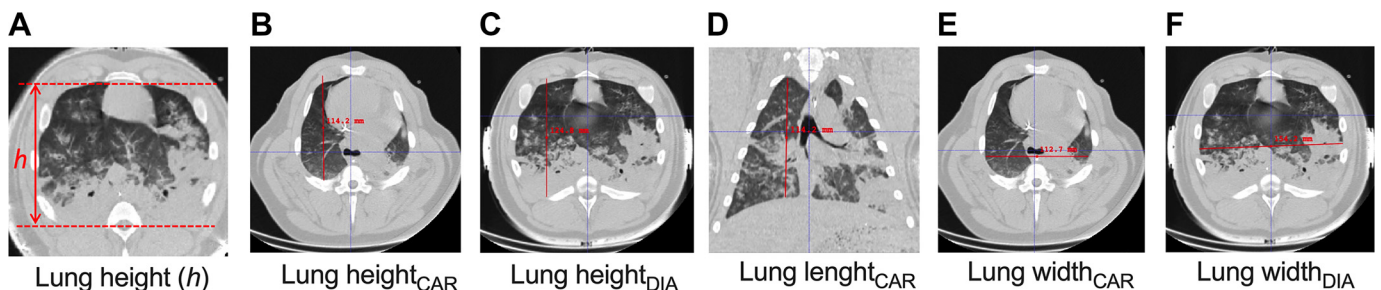 A B C D E F
h
114.2 mm
112.7 mm
Lung height (h) Lung heightCAR Lung heightDIA Lung lenghtCAR Lung widthCAR Lung widthDIA